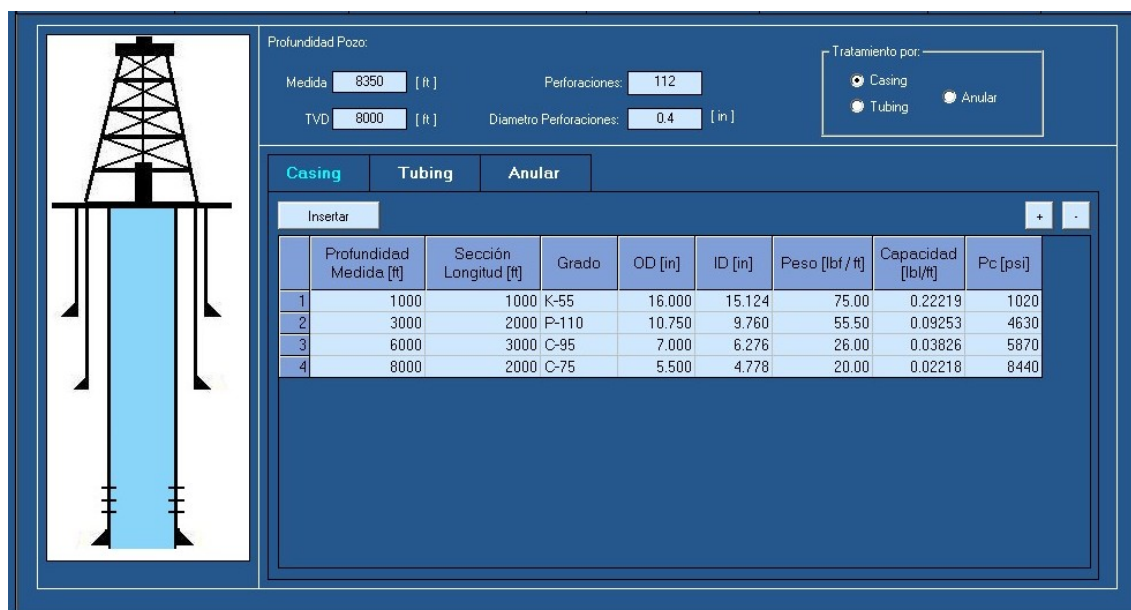 Profundidad Pozo:
Medida 8350 [ ft ] Perforaciones: 112
TVD 8000 [ ft ] Diametro Perforaciones: 0.4 [ in ]
Tratamiento por:
Casing
Tubing
Anular
Casing Tubing Anular
Insertar + -
Profundidad Medida [ft] Sección Longitud [ft] Grado OD [in] ID [in] Peso [lbf / ft] Capacidad [lbl/ft] Pc [psi]
1 1000 1000 K-55 16.000 15.124 75.00 0.22219 1020
2 3000 2000 P-110 10.750 9.760 55.50 0.09253 4630
3 6000 3000 C-95 7.000 6.276 26.00 0.03826 5870
4 8000 2000 C-75 5.500 4.778 20.00 0.02218 8440